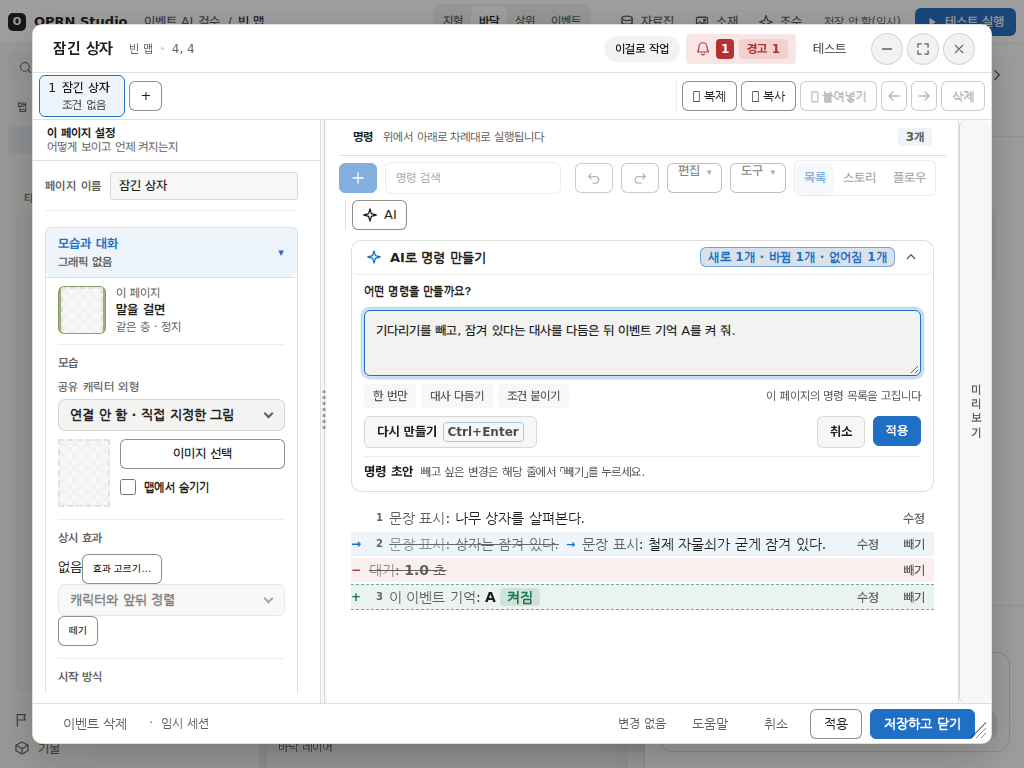 OPRN Studio 이벤트 AI 검수 / 빈 맵 지형 바닥 상위 이벤트 자료집 소재 조수 저장 안 함(임시) 테스트 실행
잠긴 상자 빈 맵 · 4, 4 이걸로 작업 1 경고 1 테스트
1 잠긴 상자
조건 없음
+
복제 복사 붙여넣기 ← → 삭제
맵
이 페이지 설정
어떻게 보이고 언제 켜지는지
명령 위에서 아래로 차례대로 실행됩니다 3개
페이지 이름 잠긴 상자
+ 명령 검색 편집 ▾ 도구 ▾ 목록 스토리 플로우
AI
모습과 대화
그래픽 없음
▼
이 페이지
말을 걸면
같은 층 · 정지
모습
공유 캐릭터 외형
연결 안 함 · 직접 지정한 그림
이미지 선택
맵에서 숨기기
상시 효과
없음 효과 고르기...
캐릭터와 앞뒤 정렬
떼기
시작 방식
AI로 명령 만들기 새로 1개 · 바뀜 1개 · 없어짐 1개
어떤 명령을 만들까요?
기다리기를 빼고, 잠겨 있다는 대사를 다듬은 뒤 이벤트 기억 A를 켜 줘.
한 번만 대사 다듬기 조건 붙이기 이 페이지의 명령 목록을 고칩니다
다시 만들기 Ctrl+Enter 취소 적용
명령 초안 빼고 싶은 변경은 해당 줄에서 「빼기」를 누르세요.
1 문장 표시: 나무 상자를 살펴본다. 수정
→ 2 문장 표시: 상자는 잠겨 있다. → 문장 표시: 철제 자물쇠가 굳게 잠겨 있다. 수정 빼기
− 대기: 1.0 초 빼기
+ 3 이 이벤트 기억: A 켜짐 수정 빼기
미리보기
이벤트 삭제 · 임시 세션 변경 없음 도움말 취소 적용 저장하고 닫기
기물
바닥 레이어